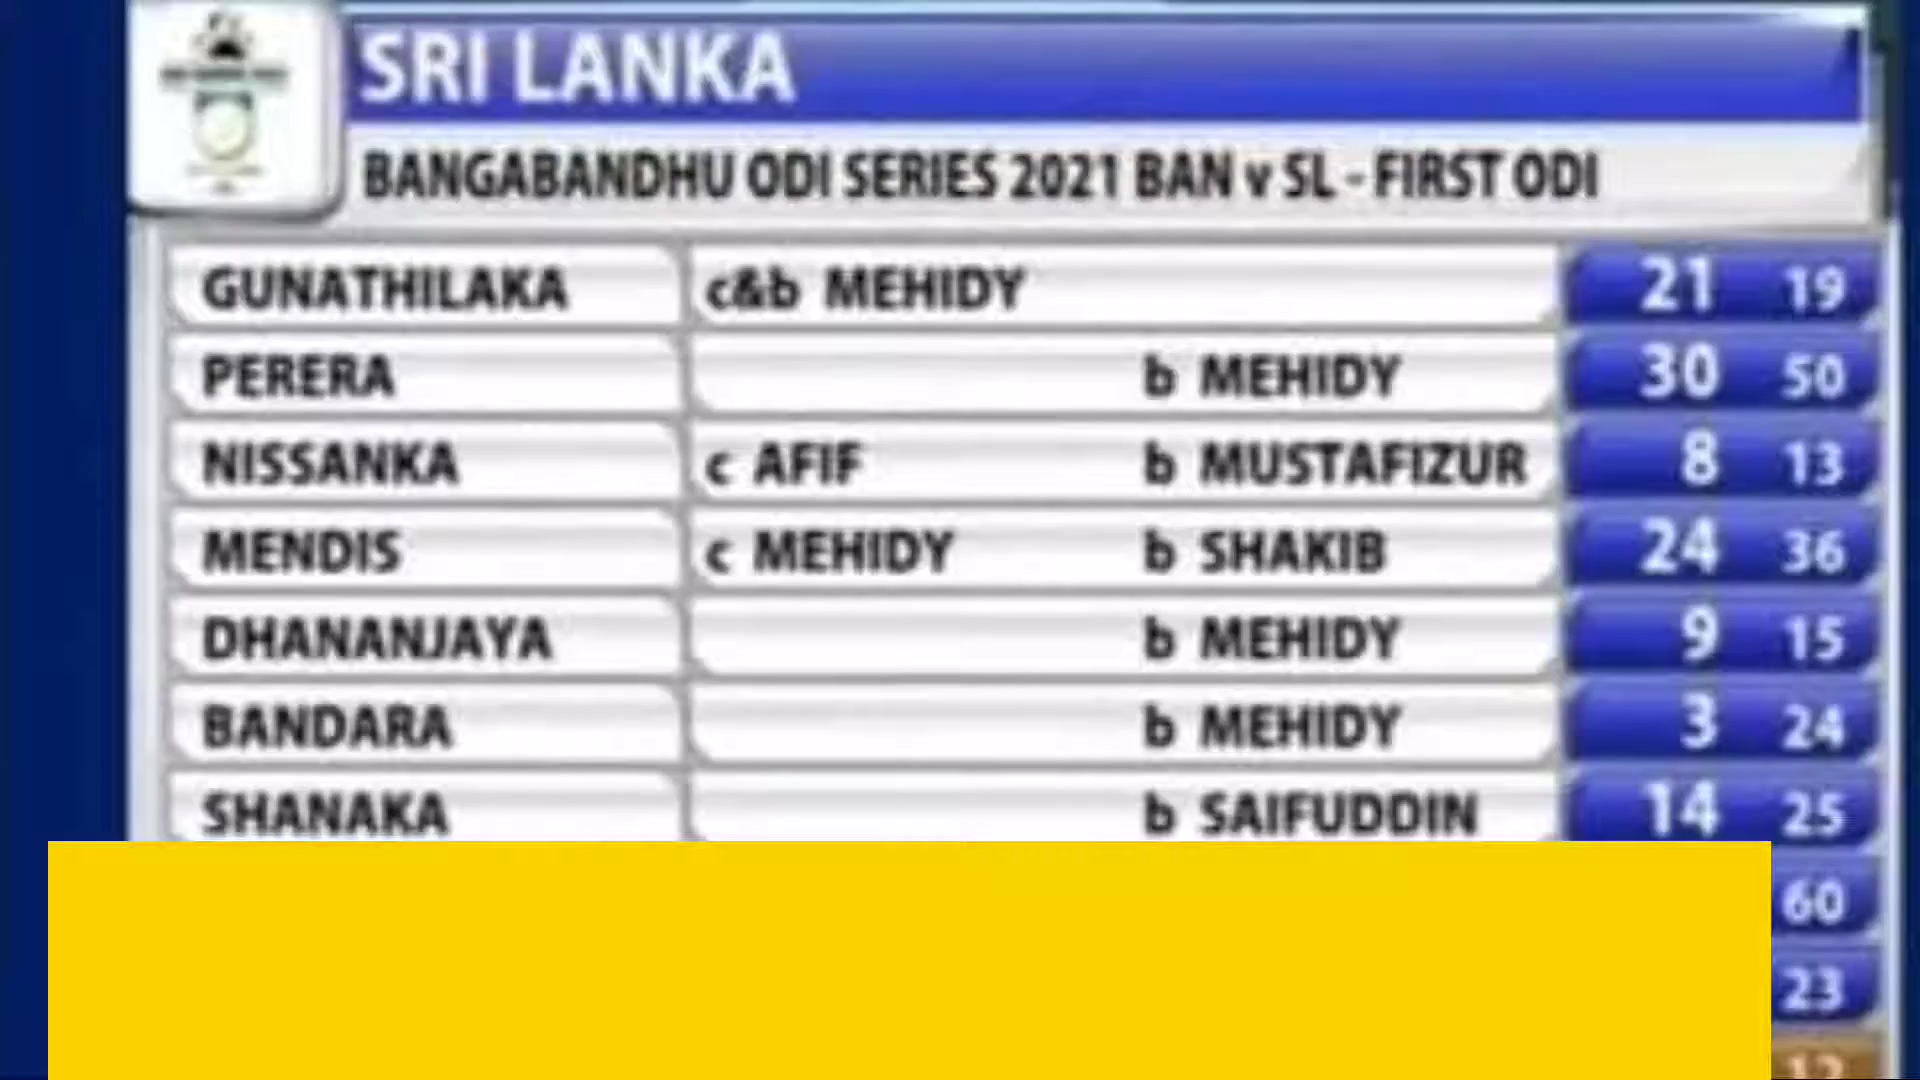 SRI LANKA
BANGABANDHU ODI SERIES 2021 BAN v SL - FIRST ODI
GUNATHILAKA c&b MEHIDY 21 19
PERERA b MEHIDY 30 50
NISSANKA c AFIF b MUSTAFIZUR 8 13
MENDIS c MEHIDY b SHAKIB 24 36
DHANANJAYA b MEHIDY 9 15
BANDARA b MEHIDY 3 24
SHANAKA b SAIFUDDIN 14 25
60
23